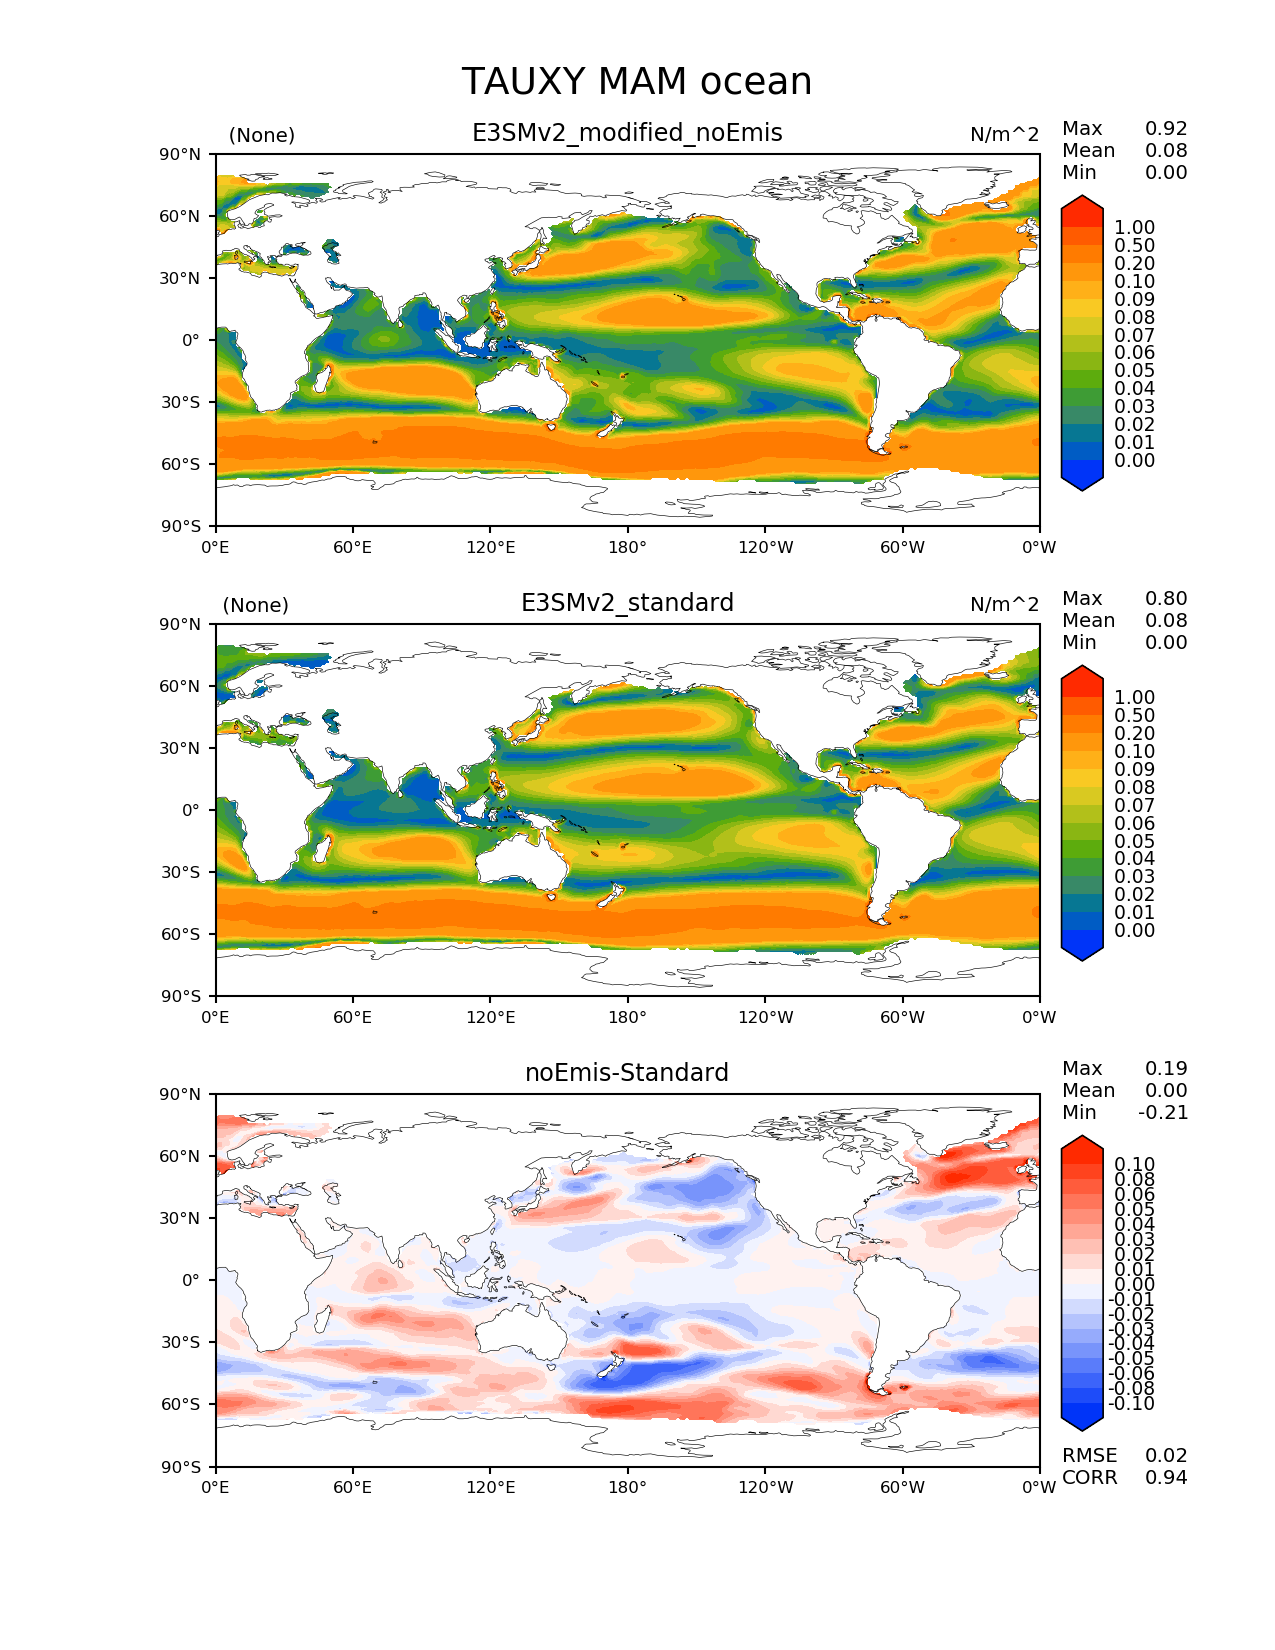 TAUXY MAM ocean
(None) E3SMv2_modified_noEmis N/m^2
Max 0.92
Mean 0.08
Min 0.00
90°N
60°N
30°N
0°
30°S
60°S
90°S
0°E 60°E 120°E 180° 120°W 60°W 0°W
1.00
0.50
0.20
0.10
0.09
0.08
0.07
0.06
0.05
0.04
0.03
0.02
0.01
0.00
(None) E3SMv2_standard N/m^2
Max 0.80
Mean 0.08
Min 0.00
90°N
60°N
30°N
0°
30°S
60°S
90°S
0°E 60°E 120°E 180° 120°W 60°W 0°W
1.00
0.50
0.20
0.10
0.09
0.08
0.07
0.06
0.05
0.04
0.03
0.02
0.01
0.00
noEmis-Standard
Max 0.19
Mean 0.00
Min -0.21
90°N
60°N
30°N
0°
30°S
60°S
90°S
0°E 60°E 120°E 180° 120°W 60°W 0°W
0.10
0.08
0.06
0.05
0.04
0.03
0.02
0.01
0.00
-0.01
-0.02
-0.03
-0.04
-0.05
-0.06
-0.08
-0.10
RMSE 0.02
CORR 0.94